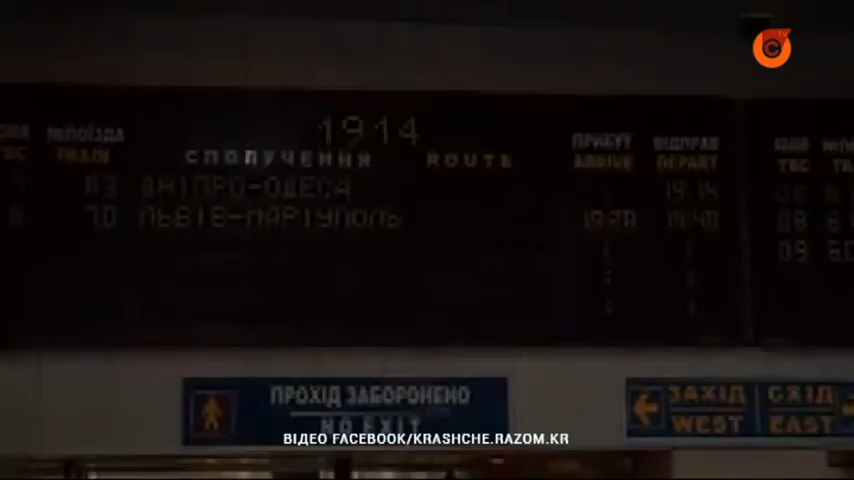 1914
№ПОЇЗДА
TRAIN
СПОЛУЧЕННЯ ROUTE
ПРИБУТ
ARRIVE
ВІДПРАВ
DEPART
63 ДНІПРО-ОДЕСА 19:14
70 ЛЬВІВ-МАРІУПОЛЬ 19:20 19:40
08
09
ПРОХІД ЗАБОРОНЕНО
NO EXIT
ЗАХІД СХІД
WEST EAST
ВІДЕО FACEBOOK/KRASHCHE.RAZOM.KR